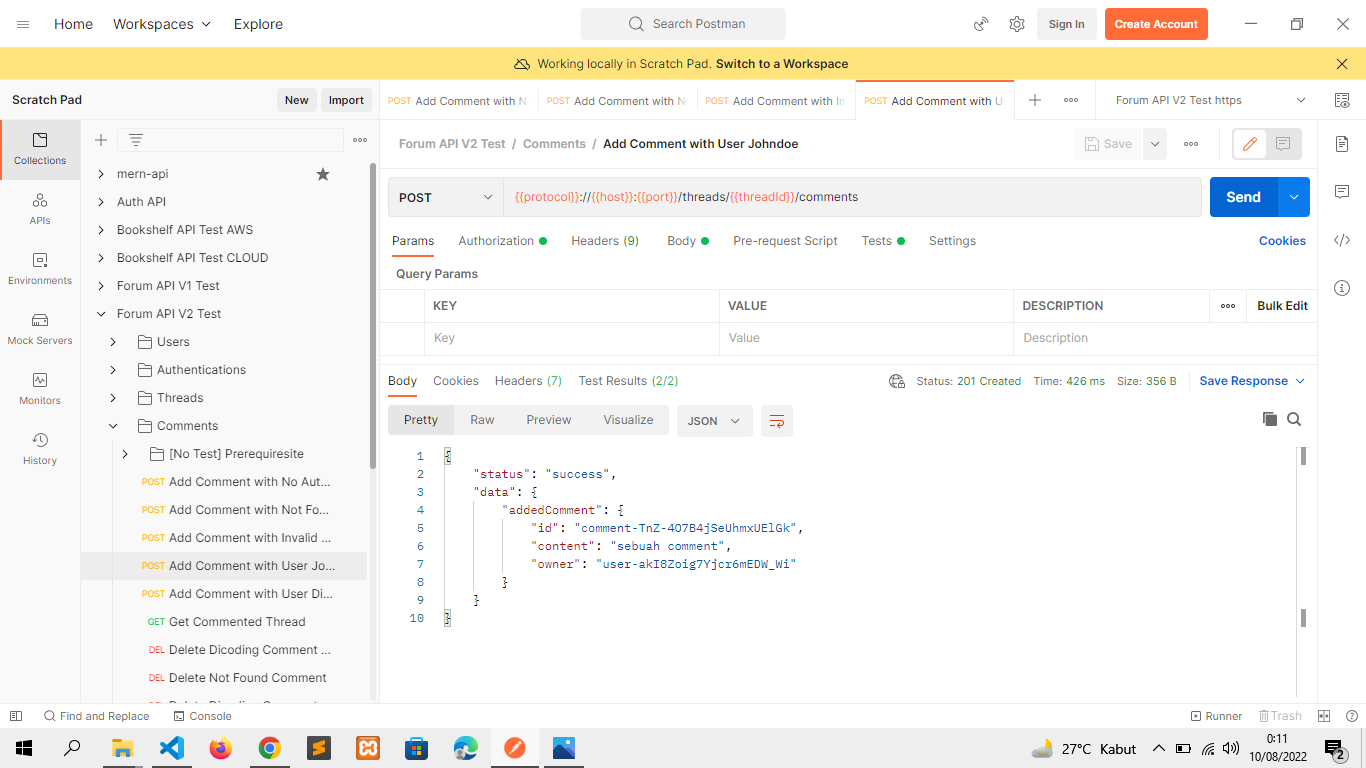 Home Workspaces Explore Search Postman Sign In Create Account
Working locally in Scratch Pad. Switch to a Workspace
Scratch Pad New Import
POST Add Comment with N POST Add Comment with N POST Add Comment with In POST Add Comment with U Forum API V2 Test https
Collections
APIs
Environments
Mock Servers
Monitors
History
mern-api
Auth API
Bookshelf API Test AWS
Bookshelf API Test CLOUD
Forum API V1 Test
Forum API V2 Test
Users
Authentications
Threads
Comments
[No Test] Prerequiresite
POST Add Comment with No Aut...
POST Add Comment with Not Fo...
POST Add Comment with Invalid ...
POST Add Comment with User Jo...
POST Add Comment with User Di...
GET Get Commented Thread
DEL Delete Dicoding Comment ...
DEL Delete Not Found Comment
Forum API V2 Test / Comments / Add Comment with User Johndoe Save
POST {{protocol}}://{{host}}:{{port}}/threads/{{threadId}}/comments Send
Params Authorization Headers (9) Body Pre-request Script Tests Settings Cookies
Query Params
KEY VALUE DESCRIPTION Bulk Edit
Key Value Description
Body Cookies Headers (7) Test Results (2/2) Status: 201 Created Time: 426 ms Size: 356 B Save Response
Pretty Raw Preview Visualize JSON
1 {
2 "status": "success",
3 "data": {
4 "addedComment": {
5 "id": "comment-TnZ-4O7B4jSeUhmxUElGk",
6 "content": "sebuah comment",
7 "owner": "user-akI8Zoig7Yjcr6mEDW_Wi"
8 }
9 }
10 }
Find and Replace Console Runner Trash
27°C Kabut 0:11
10/08/2022 2